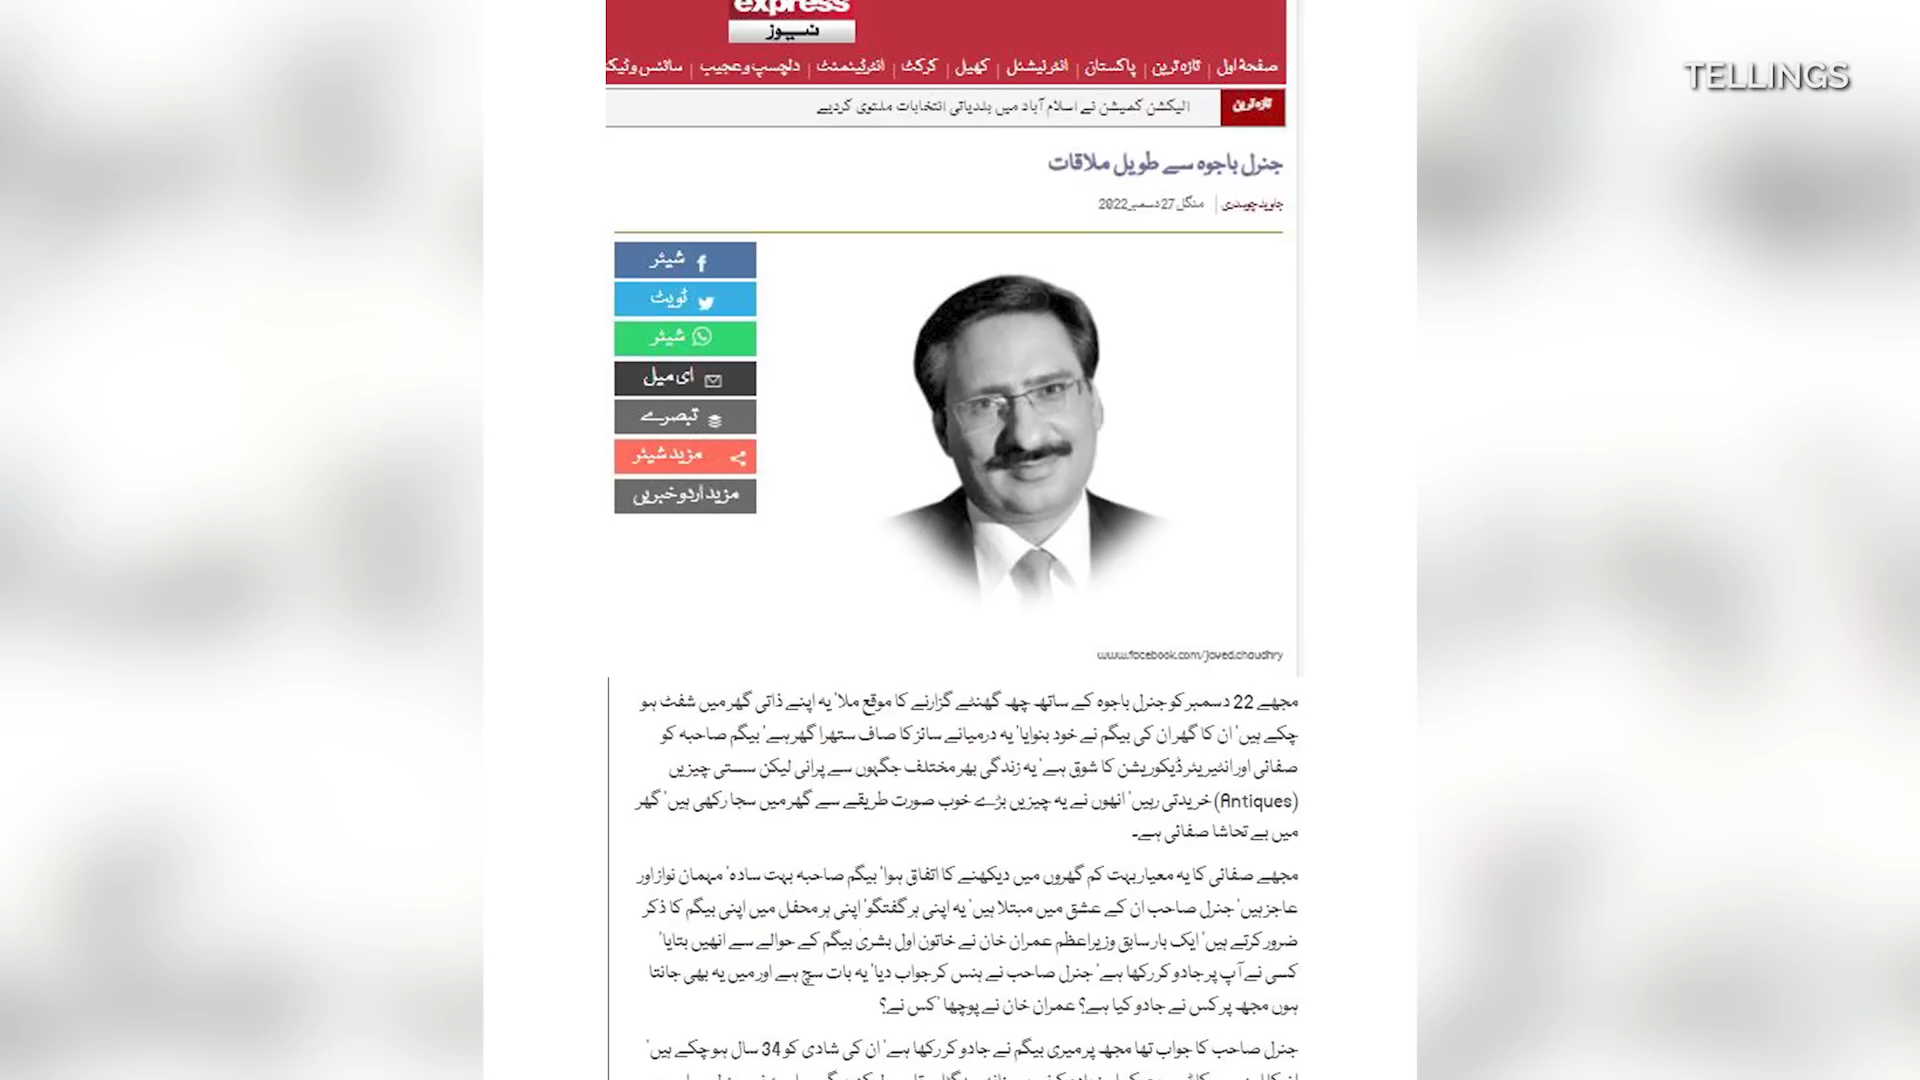 express
نیوز
TELLINGS
صفحۂ اول | تازہ ترین | پاکستان | انٹر نیشنل | کھیل | کرکٹ | انٹرٹینمنٹ | دلچسپ و عجیب | سائنس و ٹیک
تازہ ترین الیکشن کمیشن نے اسلام آباد میں بلدیاتی انتخابات ملتوی کردیے
جنرل باجوہ سے طویل ملاقات
جاوید چوہدری | منگل 27 دسمبر 2022
شیئر
ٹویٹ
شیئر
ای میل
تبصرے
مزید شیئر
مزید اردو خبریں
www.facebook.com/javed.chaudhry
مجھے 22 دسمبر کو جنرل باجوہ کے ساتھ چھ گھنٹے گزارنے کا موقع ملا' یہ اپنے ذاتی گھر میں شفٹ ہو
چکے ہیں' ان کا گھر ان کی بیگم نے خود بنوایا' یہ درمیانے سائز کا صاف ستھرا گھر ہے' بیگم صاحبہ کو
صفائی اور انٹیریئر ڈیکوریشن کا شوق ہے' یہ زندگی بھر مختلف جگہوں سے پرانی لیکن سستی چیزیں
(Antiques) خریدتی رہیں' انھوں نے یہ چیزیں بڑے خوب صورت طریقے سے گھر میں سجا رکھی ہیں' گھر
میں بے تحاشا صفائی ہے۔
مجھے صفائی کا یہ معیار بہت کم گھروں میں دیکھنے کا اتفاق ہوا' بیگم صاحبہ بہت سادہ' مہمان نواز اور
عاجز ہیں' جنرل صاحب ان کے عشق میں مبتلا ہیں' یہ اپنی ہر گفتگو' اپنی ہر محفل میں اپنی بیگم کا ذکر
ضرور کرتے ہیں' ایک بار سابق وزیراعظم عمران خان نے خاتون اول بشریٰ بیگم کے حوالے سے انھیں بتایا'
کسی نے آپ پر جادو کر رکھا ہے' جنرل صاحب نے ہنس کر جواب دیا' یہ بات سچ ہے اور میں یہ بھی جانتا
ہوں مجھ پر کس نے جادو کیا ہے؟ عمران خان نے پوچھا 'کس نے؟
جنرل صاحب کا جواب تھا مجھ پر میری بیگم نے جادو کر رکھا ہے' ان کی شادی کو 34 سال ہو چکے ہیں'